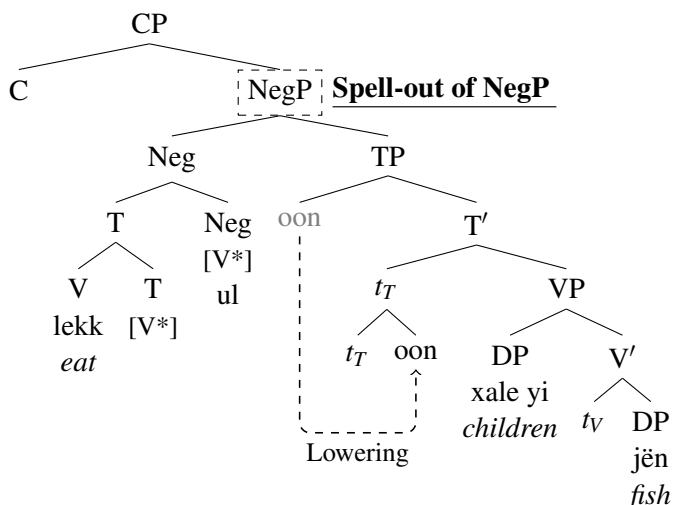 CP
C NegP Spell-out of NegP
Neg TP
T Neg oon T′
[V*]
V T ul t_T VP
lekk [V*]
eat t_T oon DP V′
xale yi
children t_V DP
Lowering jën
fish